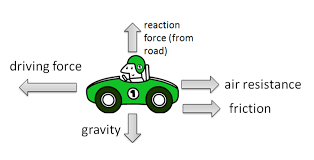 reaction
force (from
road)
driving force
air resistance
friction
1
gravity